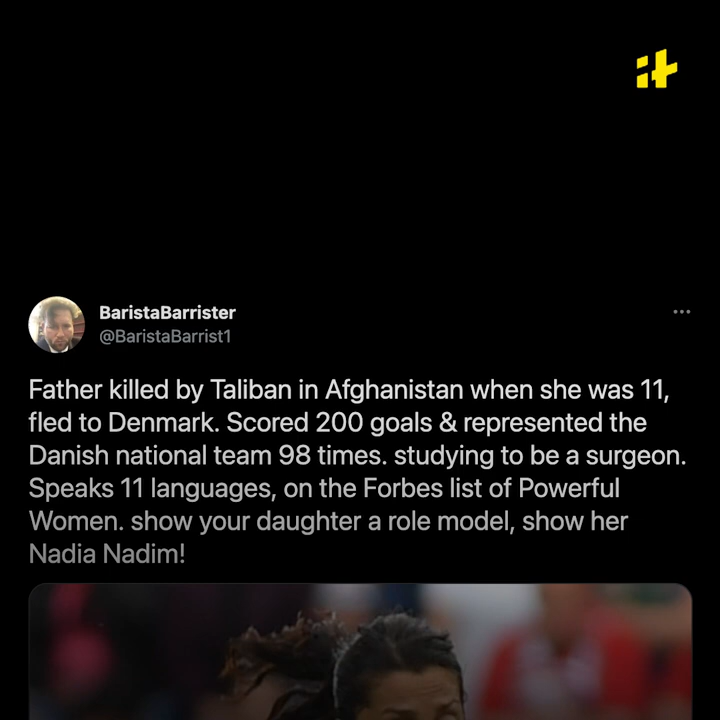 it
BaristaBarrister
@BaristaBarrist1
Father killed by Taliban in Afghanistan when she was 11,
fled to Denmark. Scored 200 goals & represented the
Danish national team 98 times. studying to be a surgeon.
Speaks 11 languages, on the Forbes list of Powerful
Women. show your daughter a role model, show her
Nadia Nadim!